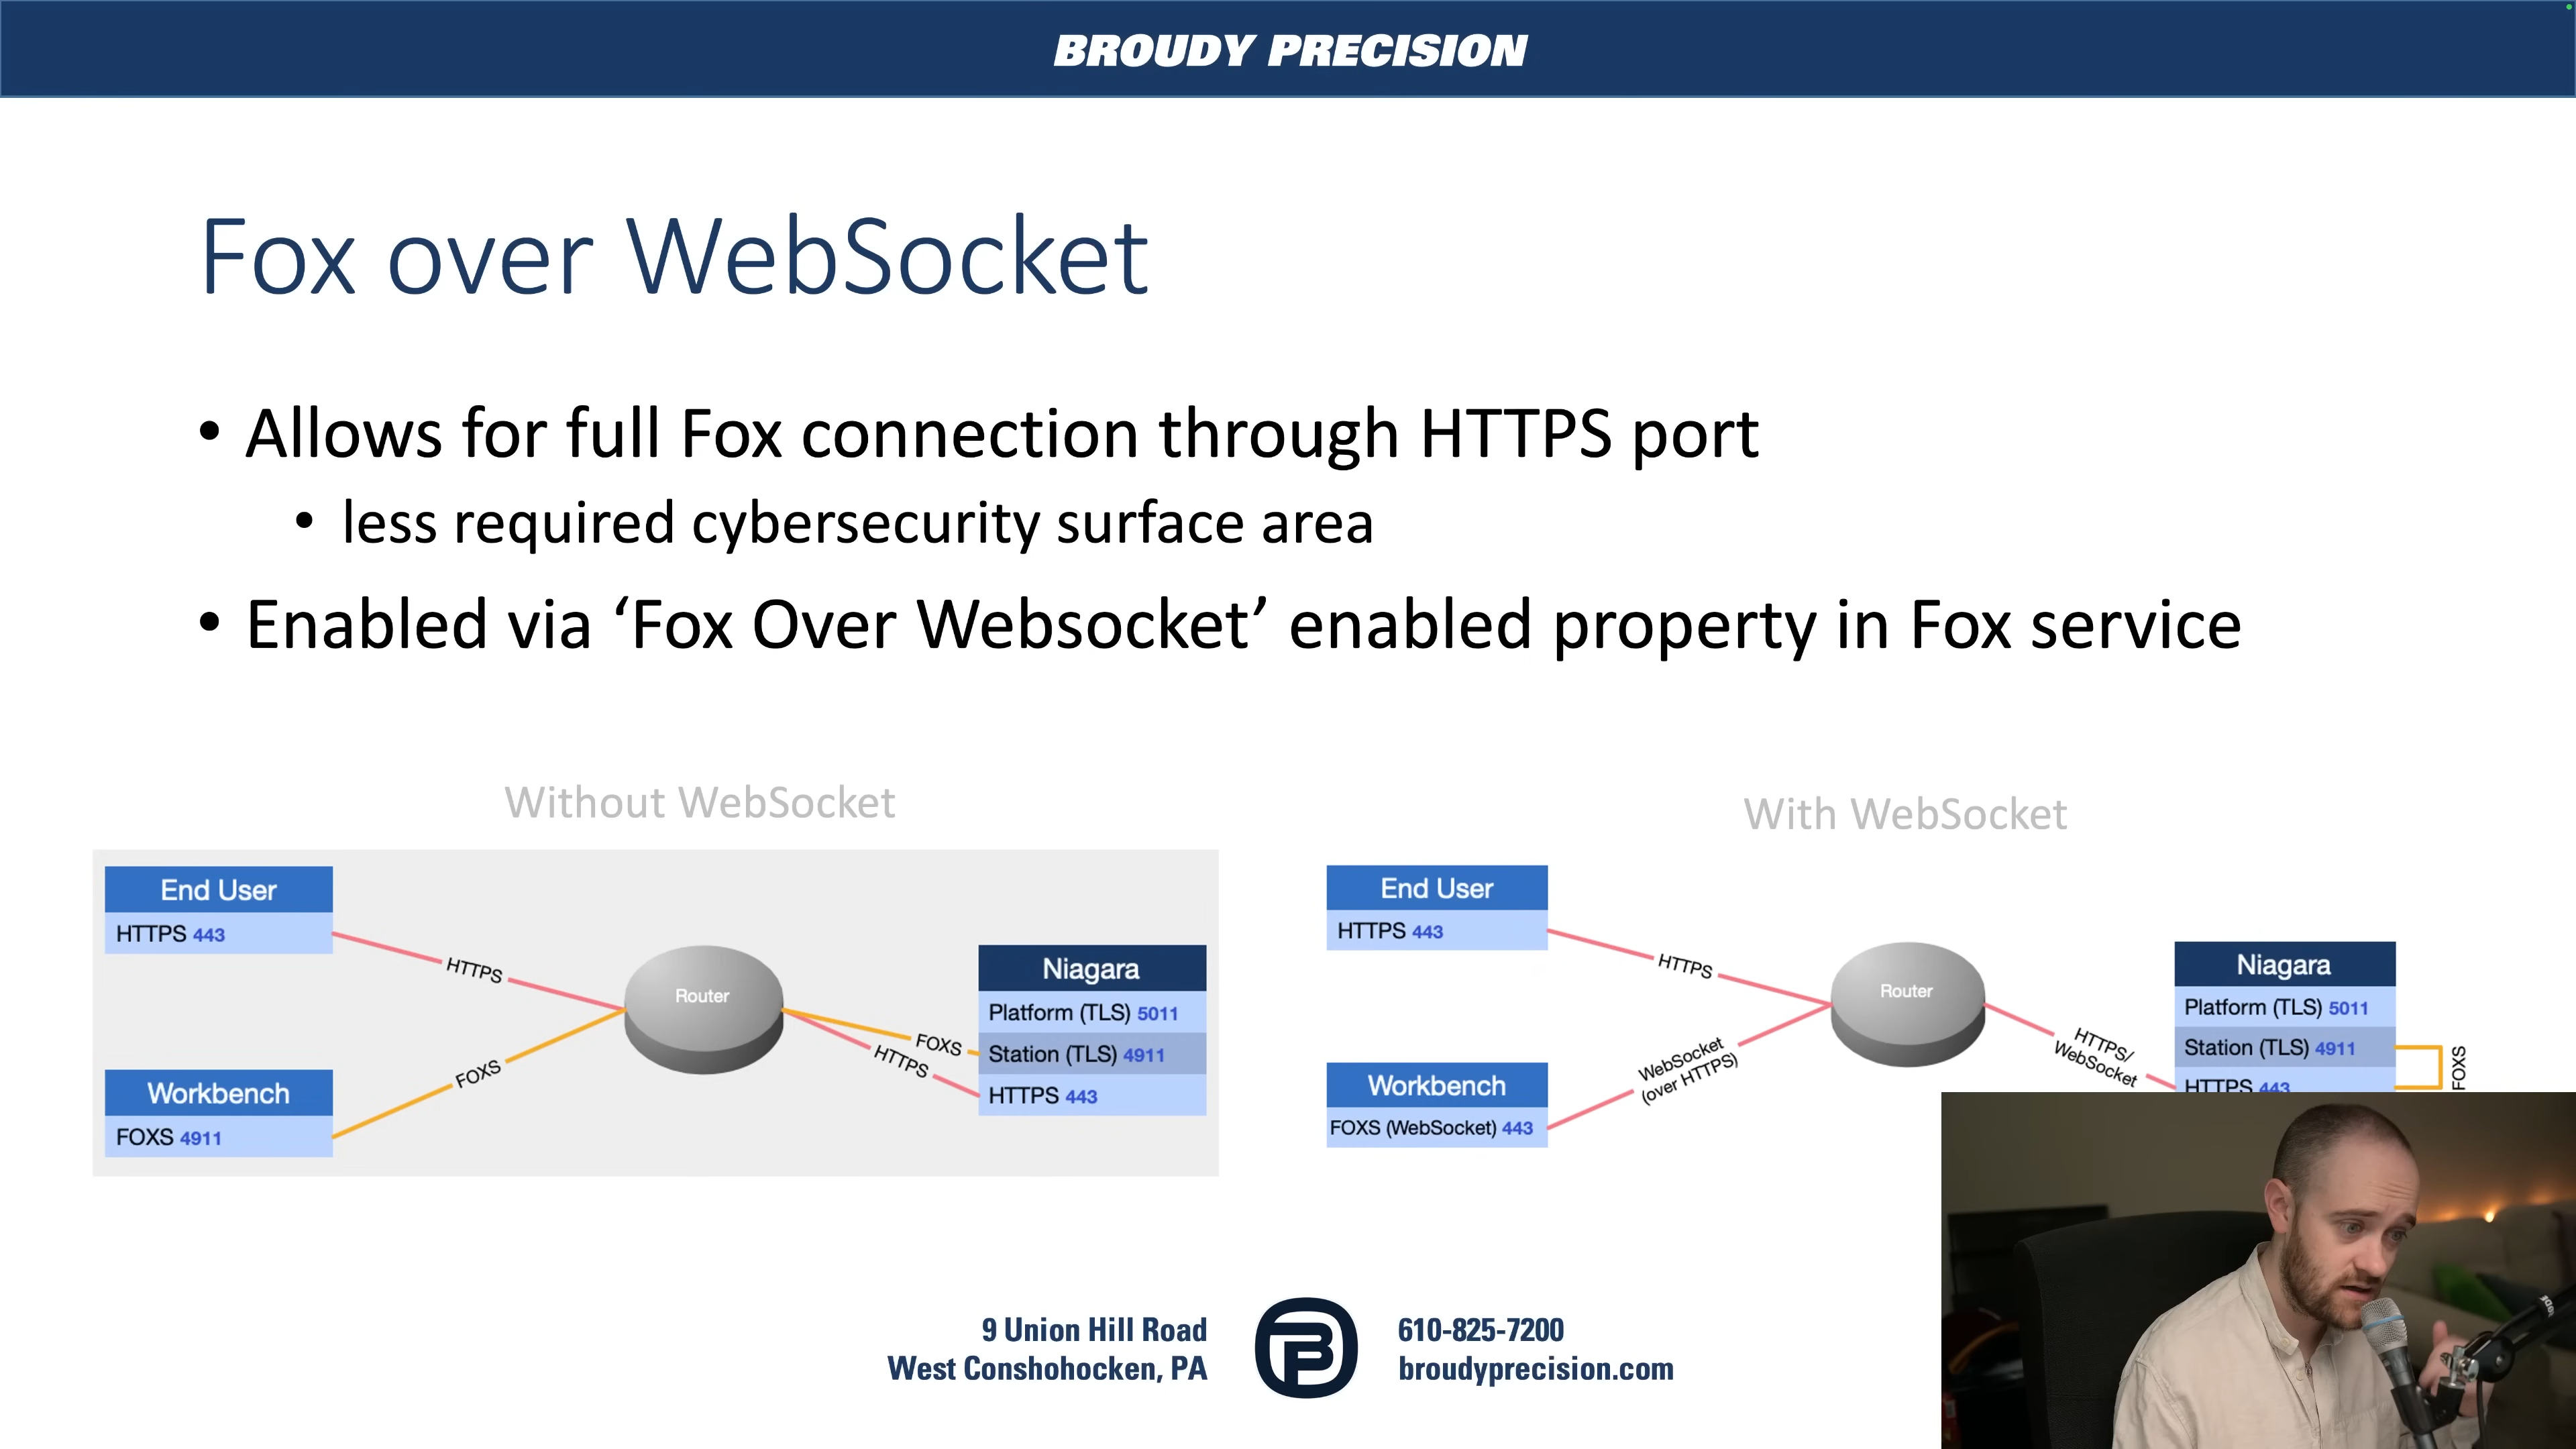 BROUDY PRECISION
Fox over WebSocket
• Allows for full Fox connection through HTTPS port
• less required cybersecurity surface area
• Enabled via ‘Fox Over Websocket’ enabled property in Fox service
Without WebSocket
End User
HTTPS 443
HTTPS
Router
Workbench
FOXS 4911
FOXS
FOXS
HTTPS
Niagara
Platform (TLS) 5011
Station (TLS) 4911
HTTPS 443
With WebSocket
End User
HTTPS 443
HTTPS
Router
Workbench
FOXS (WebSocket) 443
WebSocket
(over HTTPS)
HTTPS/
WebSocket
Niagara
Platform (TLS) 5011
Station (TLS) 4911
HTTPS 443
FOXS
9 Union Hill Road
West Conshohocken, PA
610-825-7200
broudyprecision.com